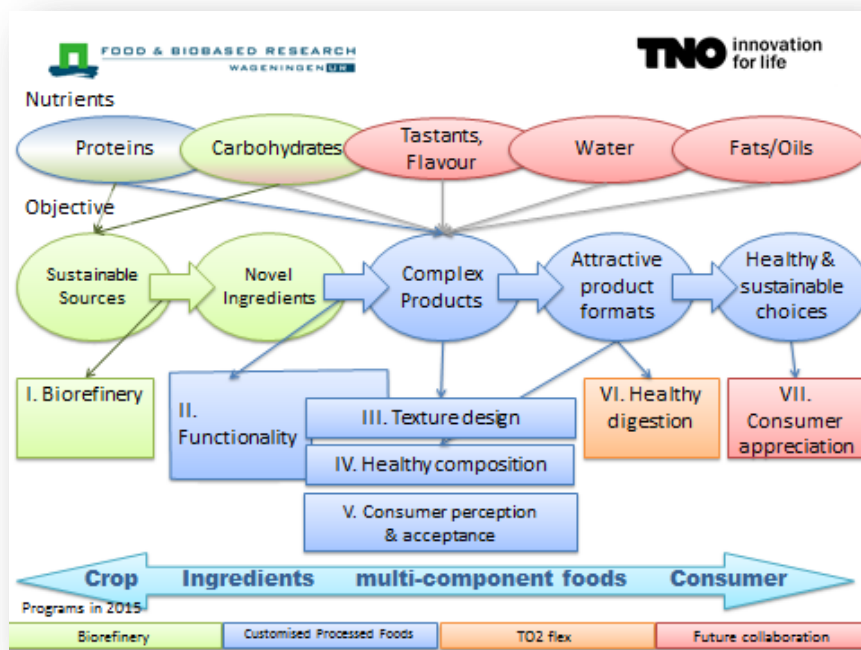 FOOD & BIOBASED RESEARCH
WAGENINGEN UR
TNO innovation
for life
Nutrients
Proteins
Carbohydrates
Tastants,
Flavour
Water
Fats/Oils
Objective
Sustainable
Sources
Novel
Ingredients
Complex
Products
Attractive
product
formats
Healthy &
sustainable
choices
I. Biorefinery
II.
Functionality
III. Texture design
IV. Healthy composition
V. Consumer perception
& acceptance
VI. Healthy
digestion
VII.
Consumer
appreciation
Crop Ingredients multi-component foods Consumer
Programs in 2015
Biorefinery
Customised Processed Foods
TO2 flex
Future collaboration